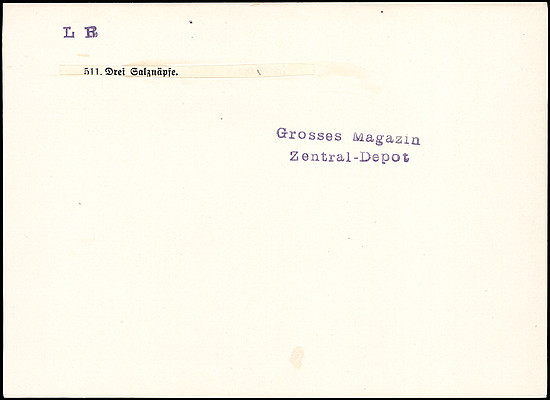 L R
511. Drei Salznäpfe.
Grosses Magazin
Zentral-Depot